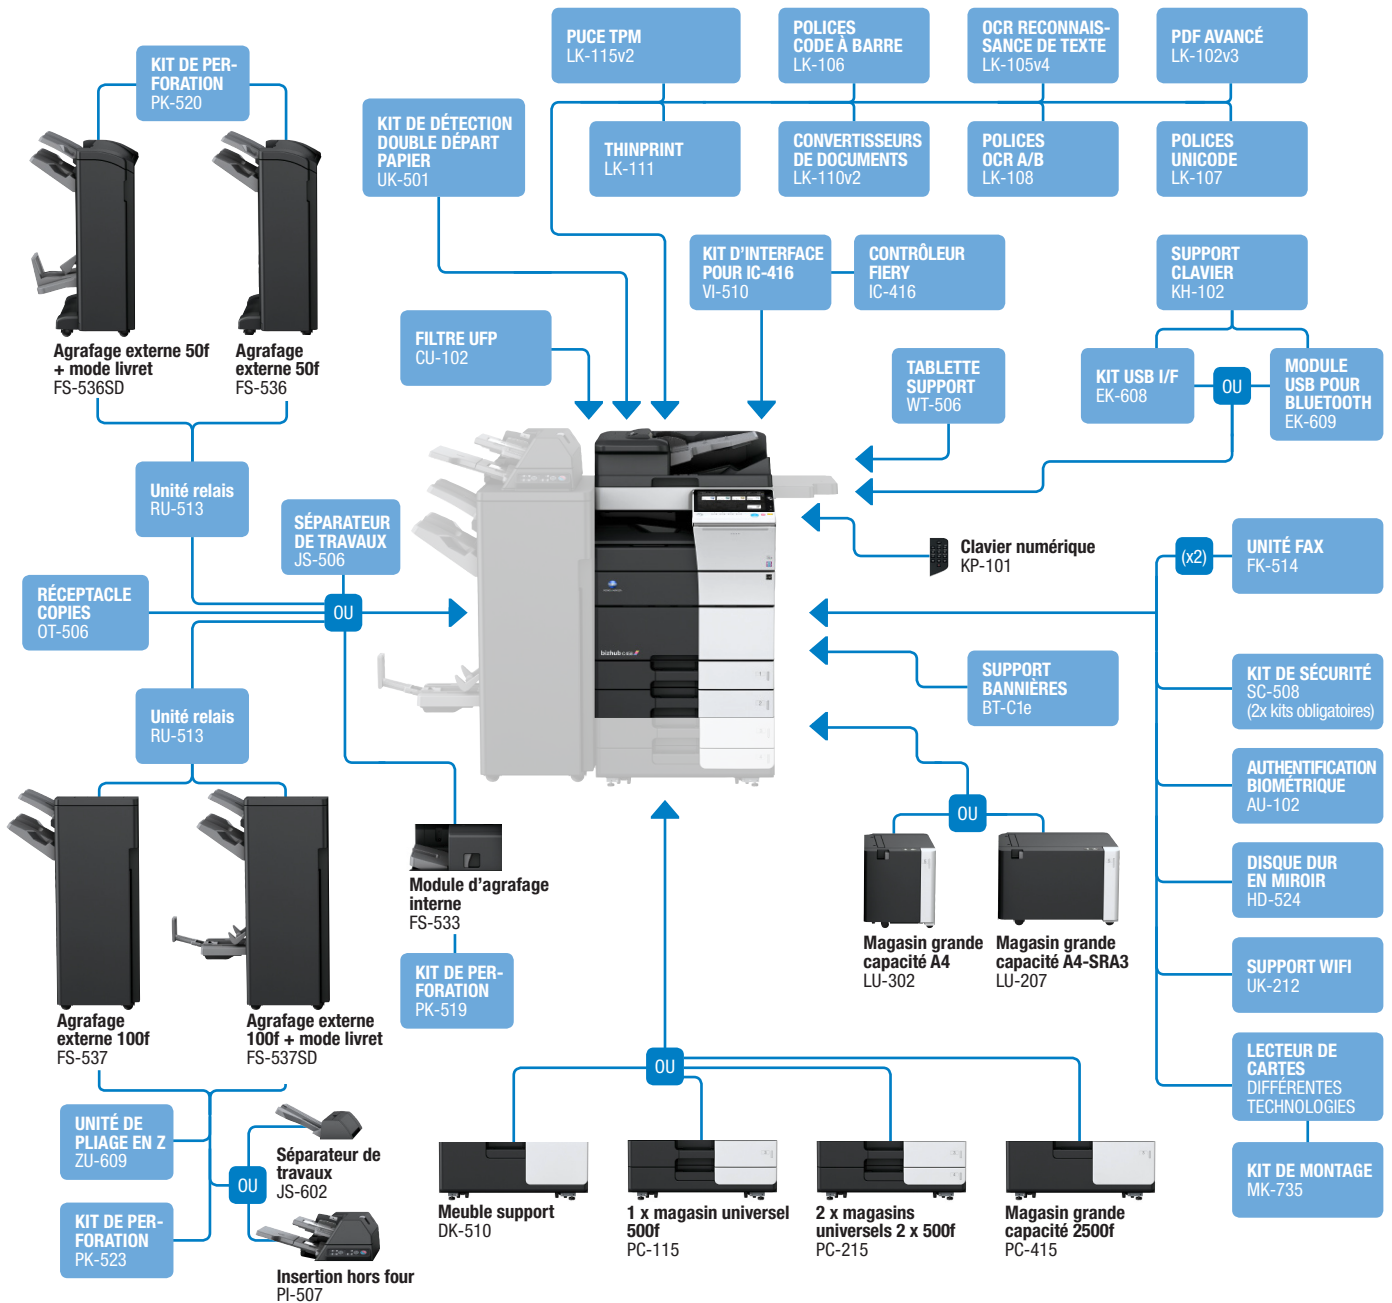 PUCE TPM
LK-115v2
POLICES
CODE À BARRE
LK-106
OCR RECONNAIS-
SANCE DE TEXTE
LK-105v4
PDF AVANCÉ
LK-102v3
KIT DE PER-
FORATION
PK-520
KIT DE DÉTECTION
DOUBLE DÉPART
PAPIER
UK-501
THINPRINT
LK-111
CONVERTISSEURS
DE DOCUMENTS
LK-110v2
POLICES
OCR A/B
LK-108
POLICES
UNICODE
LK-107
KIT D'INTERFACE
POUR IC-416
VI-510
CONTRÔLEUR
FIERY
IC-416
SUPPORT
CLAVIER
KH-102
FILTRE UFP
CU-102
Agrafage externe 50f
+ mode livret
FS-536SD
Agrafage
externe 50f
FS-536
TABLETTE
SUPPORT
WT-506
KIT USB I/F
EK-608
OU
MODULE
USB POUR
BLUETOOTH
EK-609
Unité relais
RU-513
SÉPARATEUR
DE TRAVAUX
JS-506
Clavier numérique
KP-101
(x2)
UNITÉ FAX
FK-514
RÉCEPTACLE
COPIES
OT-506
OU
bizhub
SUPPORT
BANNIÈRES
BT-C1e
KIT DE SÉCURITÉ
SC-508
(2x kits obligatoires)
Unité relais
RU-513
AUTHENTIFICATION
BIOMÉTRIQUE
AU-102
OU
DISQUE DUR
EN MIROIR
HD-524
Module d'agrafage
interne
FS-533
Magasin grande
capacité A4
LU-302
Magasin grande
capacité A4-SRA3
LU-207
SUPPORT WIFI
UK-212
KIT DE PER-
FORATION
PK-519
Agrafage
externe 100f
FS-537
Agrafage externe
100f + mode livret
FS-537SD
OU
LECTEUR DE
CARTES
DIFFÉRENTES
TECHNOLOGIES
UNITÉ DE
PLIAGE EN Z
ZU-609
Séparateur de
travaux
JS-602
OU
KIT DE MONTAGE
MK-735
KIT DE PER-
FORATION
PK-523
Insertion hors four
PI-507
Meuble support
DK-510
1 x magasin universel
500f
PC-115
2 x magasins
universels 2 x 500f
PC-215
Magasin grande
capacité 2500f
PC-415